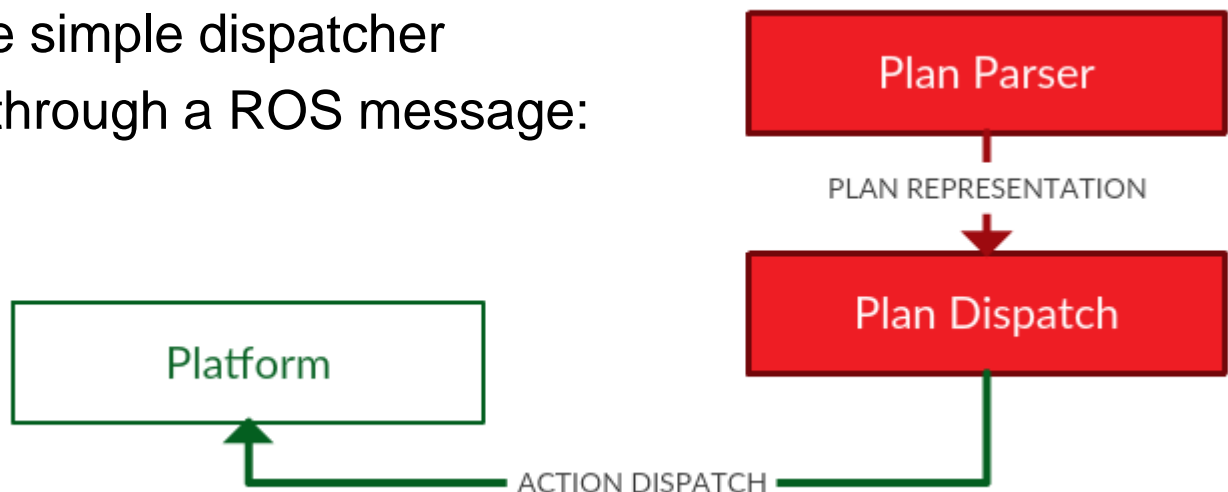 e simple dispatcher
through a ROS message:
Plan Parser
PLAN REPRESENTATION
Plan Dispatch
Platform
ACTION DISPATCH